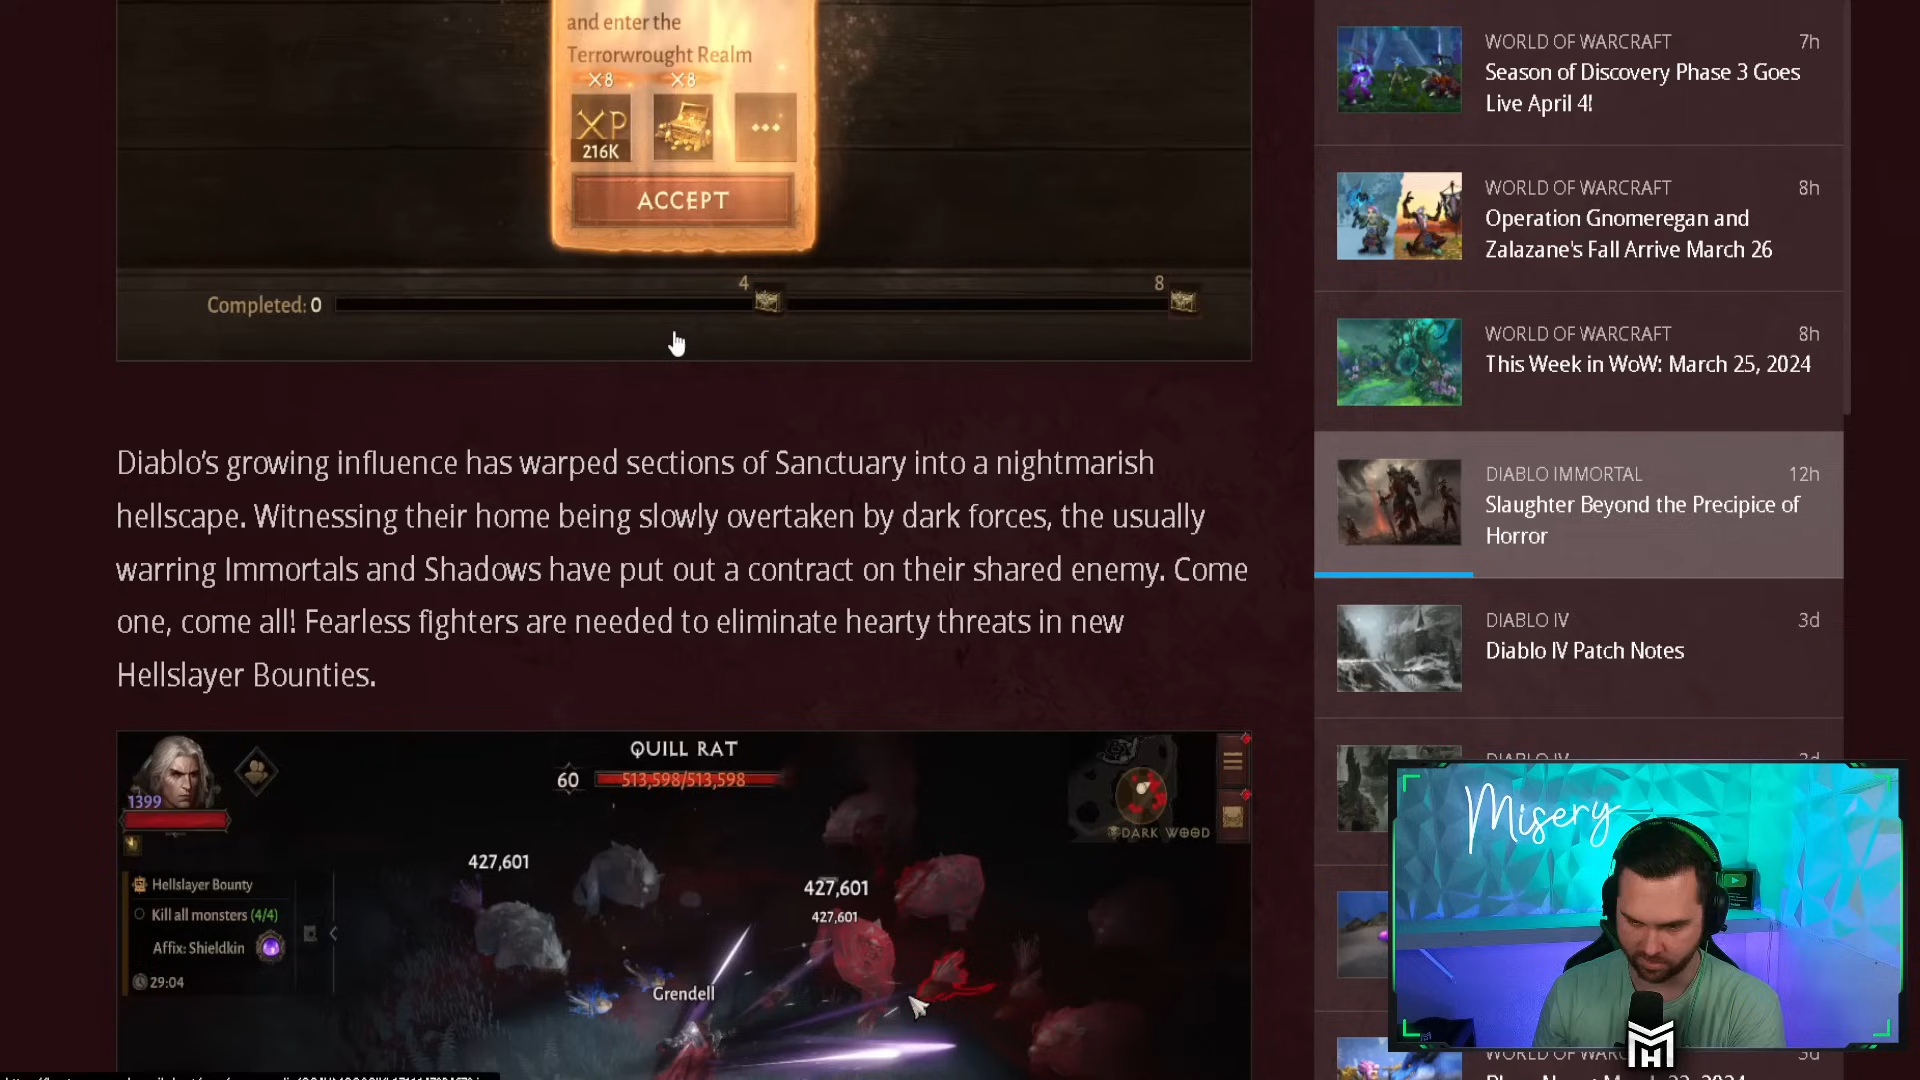 and enter the
Terrorwrought Realm
X8 X8
XP
216K
ACCEPT
4
8
Completed: 0
Diablo’s growing influence has warped sections of Sanctuary into a nightmarish
hellscape. Witnessing their home being slowly overtaken by dark forces, the usually
warring Immortals and Shadows have put out a contract on their shared enemy. Come
one, come all! Fearless fighters are needed to eliminate hearty threats in new
Hellslayer Bounties.
QUILL RAT
60
513,598/513,598
1399
DARK WOOD
427,601
427,601
427,601
Hellslayer Bounty
Kill all monsters (4/4)
Affix: Shieldkin
29:04
Grendell
WORLD OF WARCRAFT 7h
Season of Discovery Phase 3 Goes
Live April 4!
WORLD OF WARCRAFT 8h
Operation Gnomeregan and
Zalazane's Fall Arrive March 26
WORLD OF WARCRAFT 8h
This Week in WoW: March 25, 2024
DIABLO IMMORTAL 12h
Slaughter Beyond the Precipice of
Horror
DIABLO IV 3d
Diablo IV Patch Notes
DIABLO IV 3d
Misery